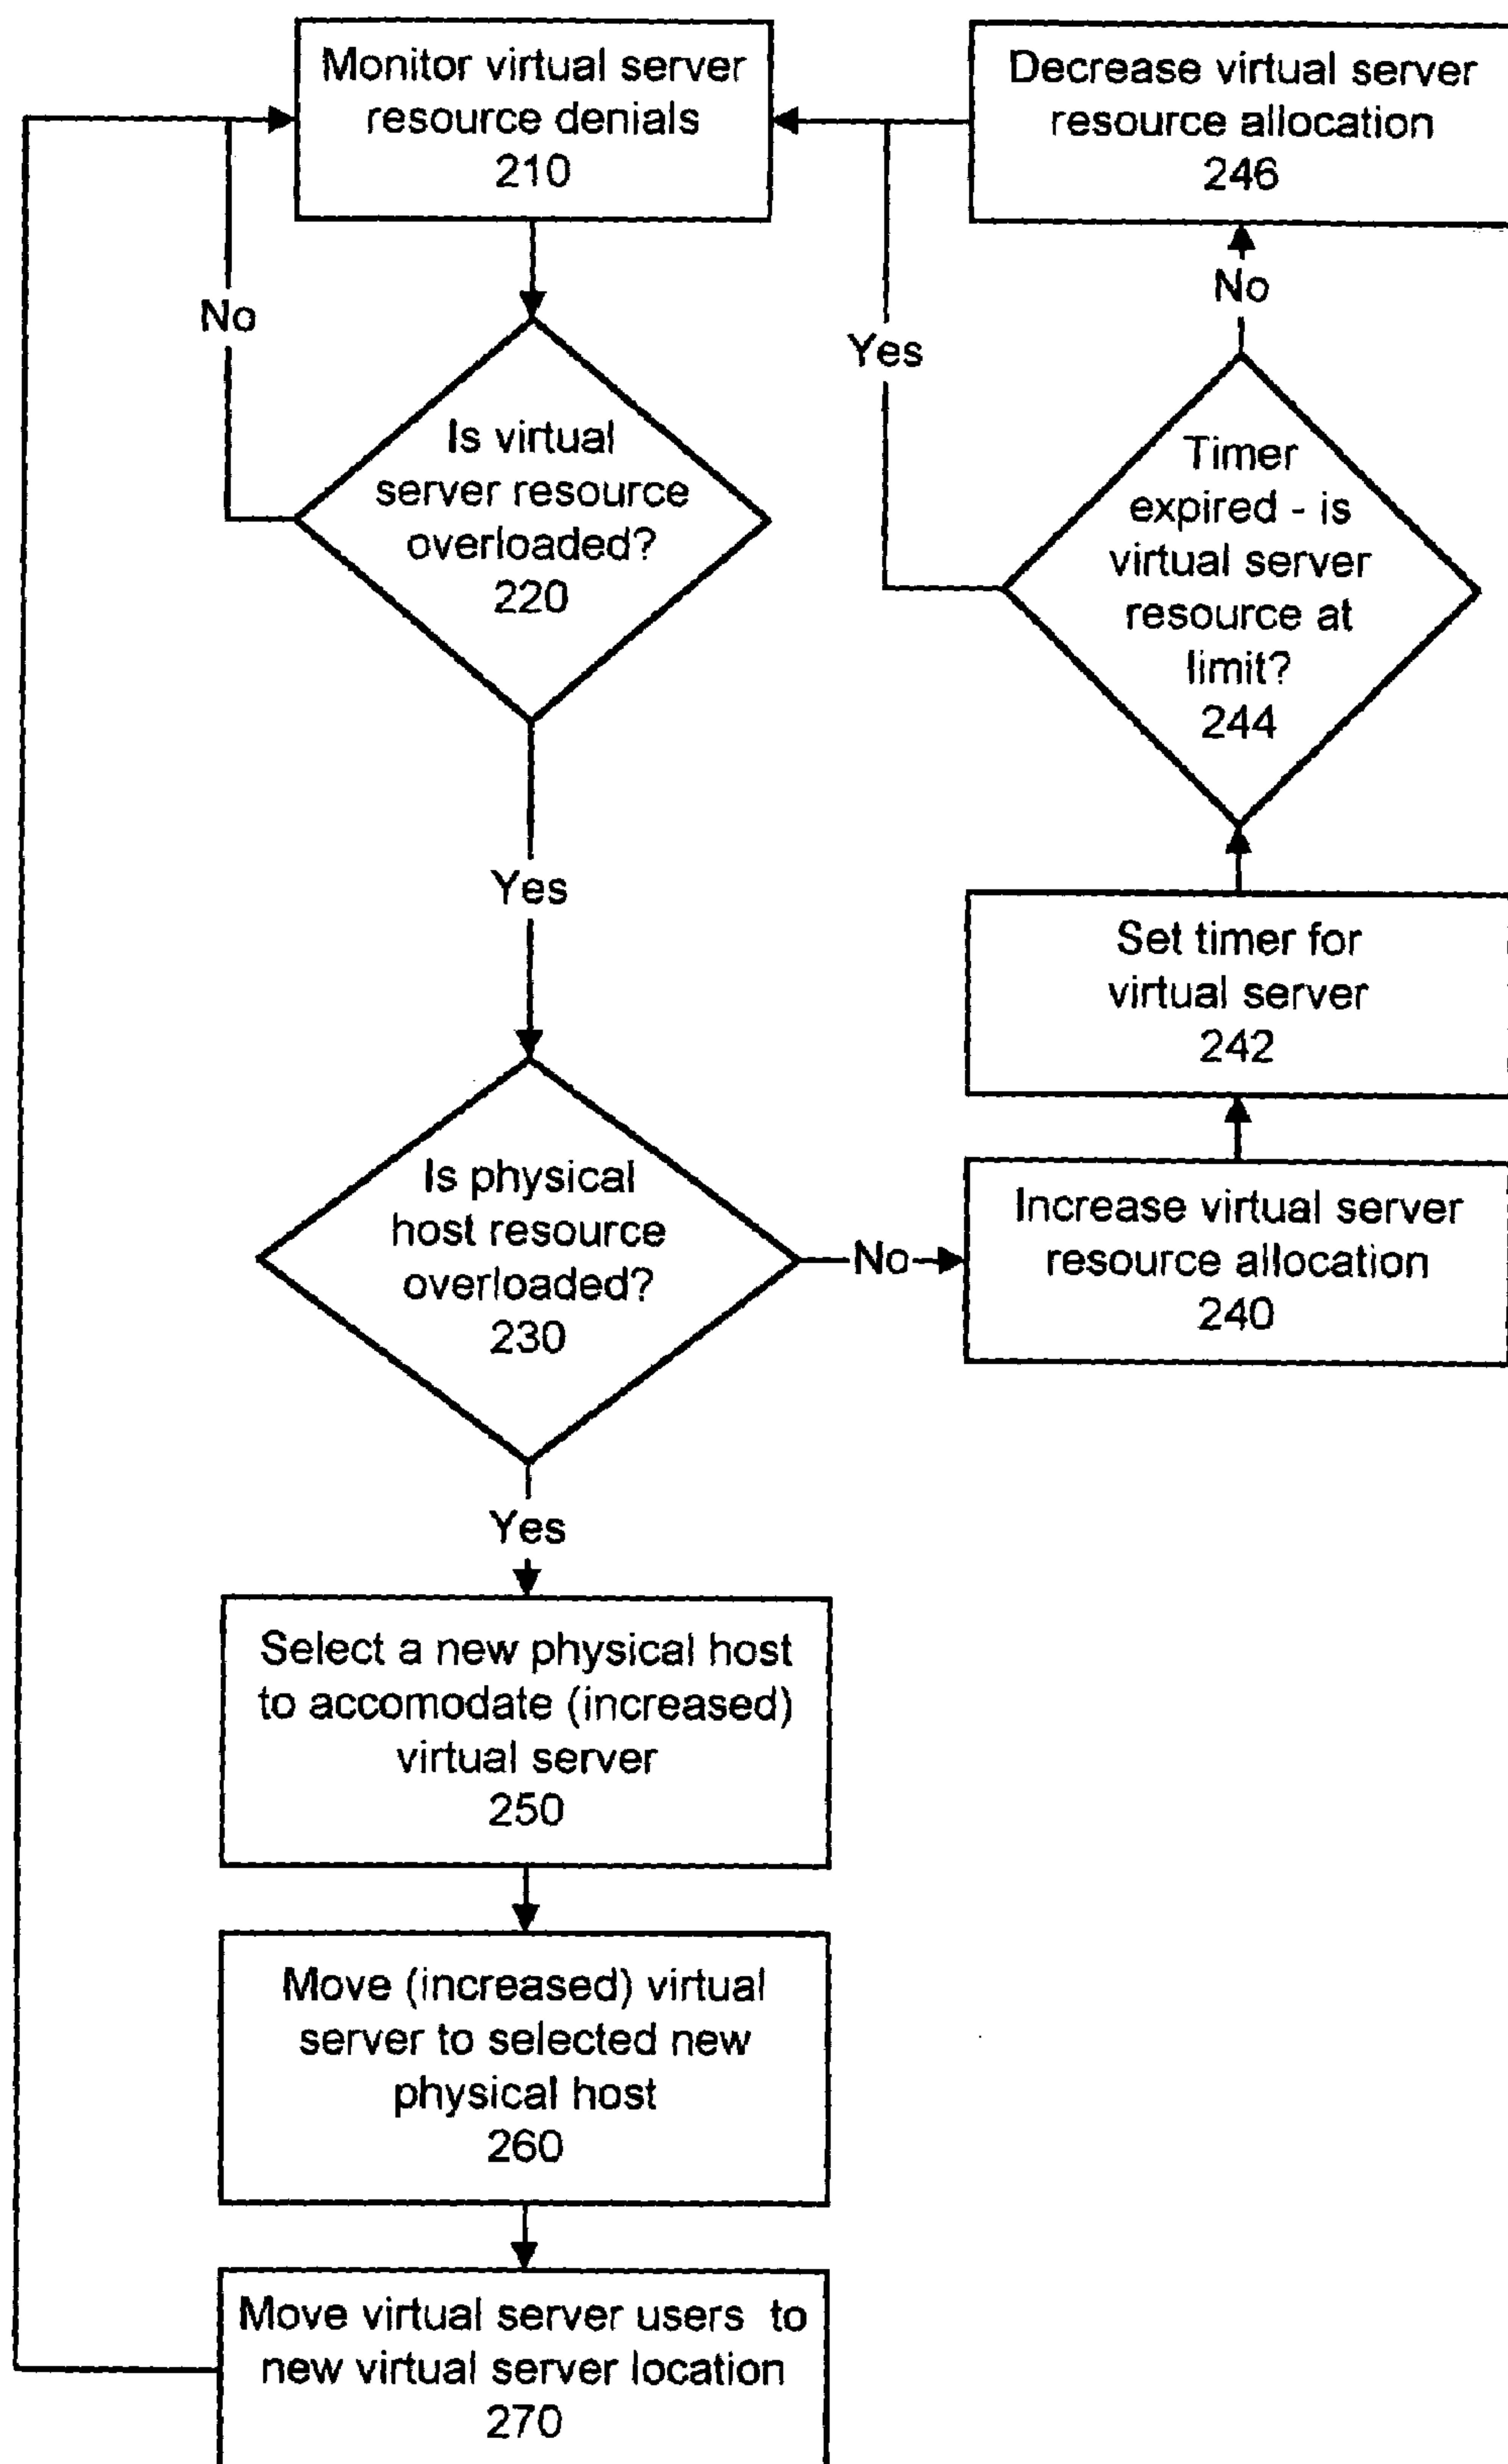 Monitor virtual server
resource denials
210
Decrease virtual server
resource allocation
246
No
No
Yes
Is virtual
server resource
overloaded?
220
Timer
expired - is
virtual server
resource at
limit?
244
Yes
Set timer for
virtual server
242
Is physical
host resource
overloaded?
230
No
Increase virtual server
resource allocation
240
Yes
Select a new physical host
to accomodate (increased)
virtual server
250
Move (increased) virtual
server to selected new
physical host
260
Move virtual server users to
new virtual server location
270